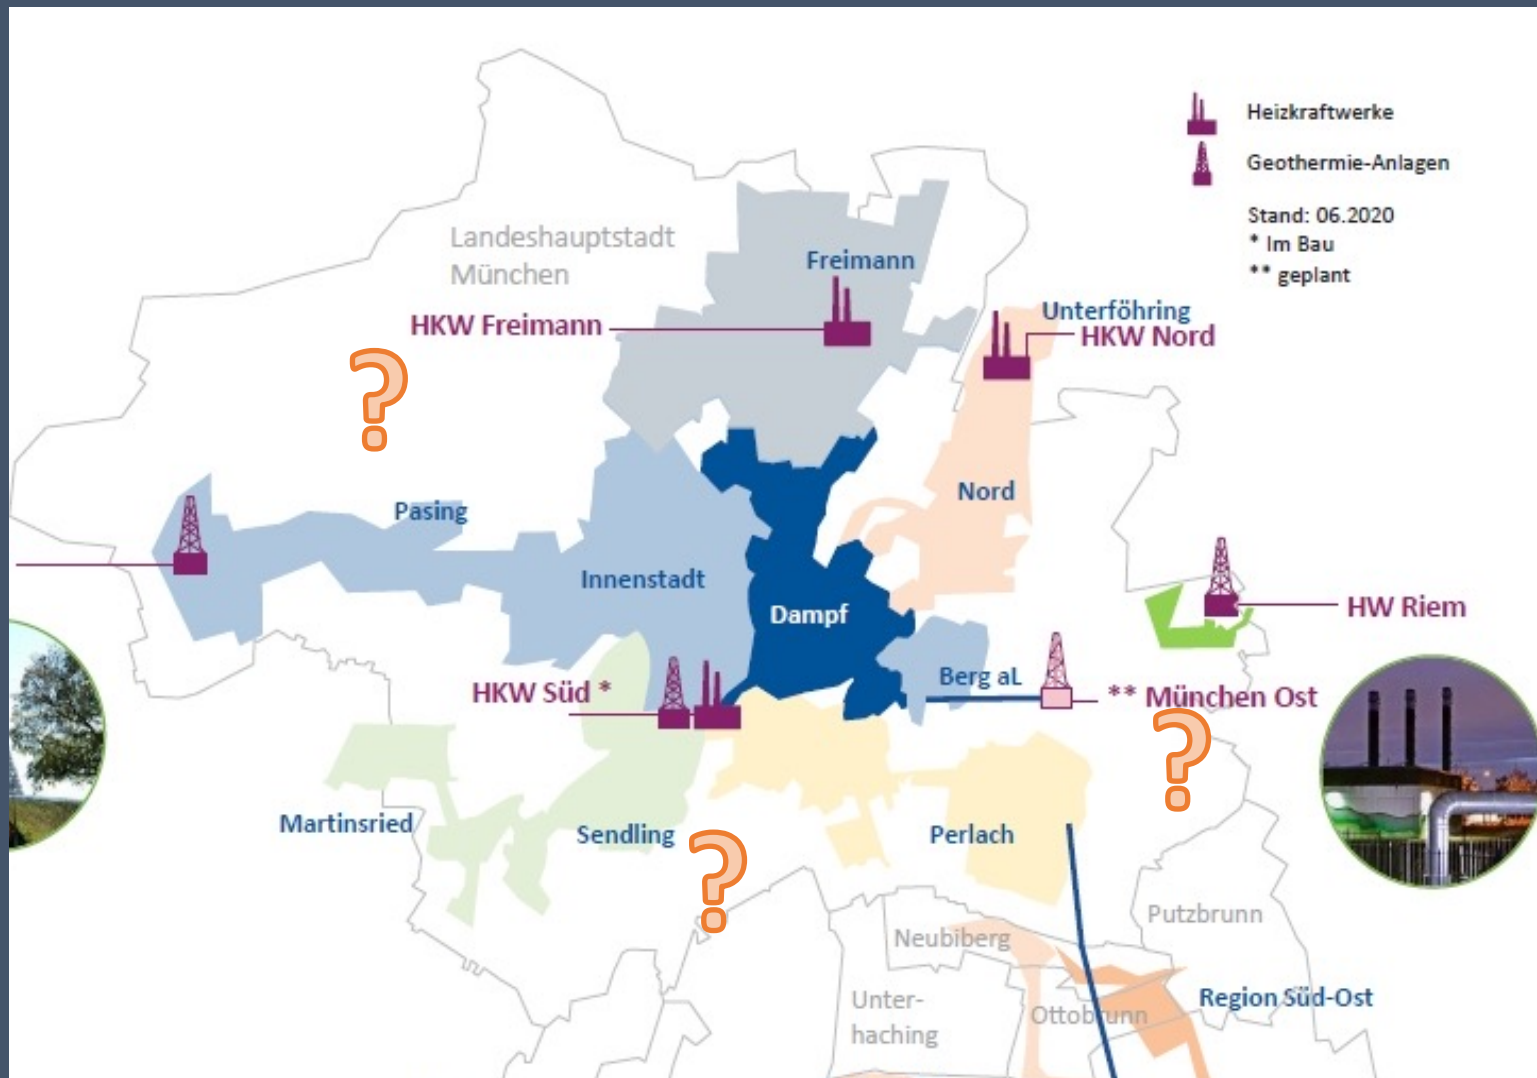 Heizkraftwerke
Geothermie-Anlagen
Stand: 06.2020
* Im Bau
** geplant
Landeshauptstadt
München
Freimann
HKW Freimann
Unterföhring
HKW Nord
?
Pasing
Nord
Innenstadt
Dampf
HW Riem
HKW Süd *
Berg aL
** München Ost
?
Martinsried
Sendling
Perlach
?
Putzbrunn
Neubiberg
Region Süd-Ost
Unter-
haching
Ottobrunn